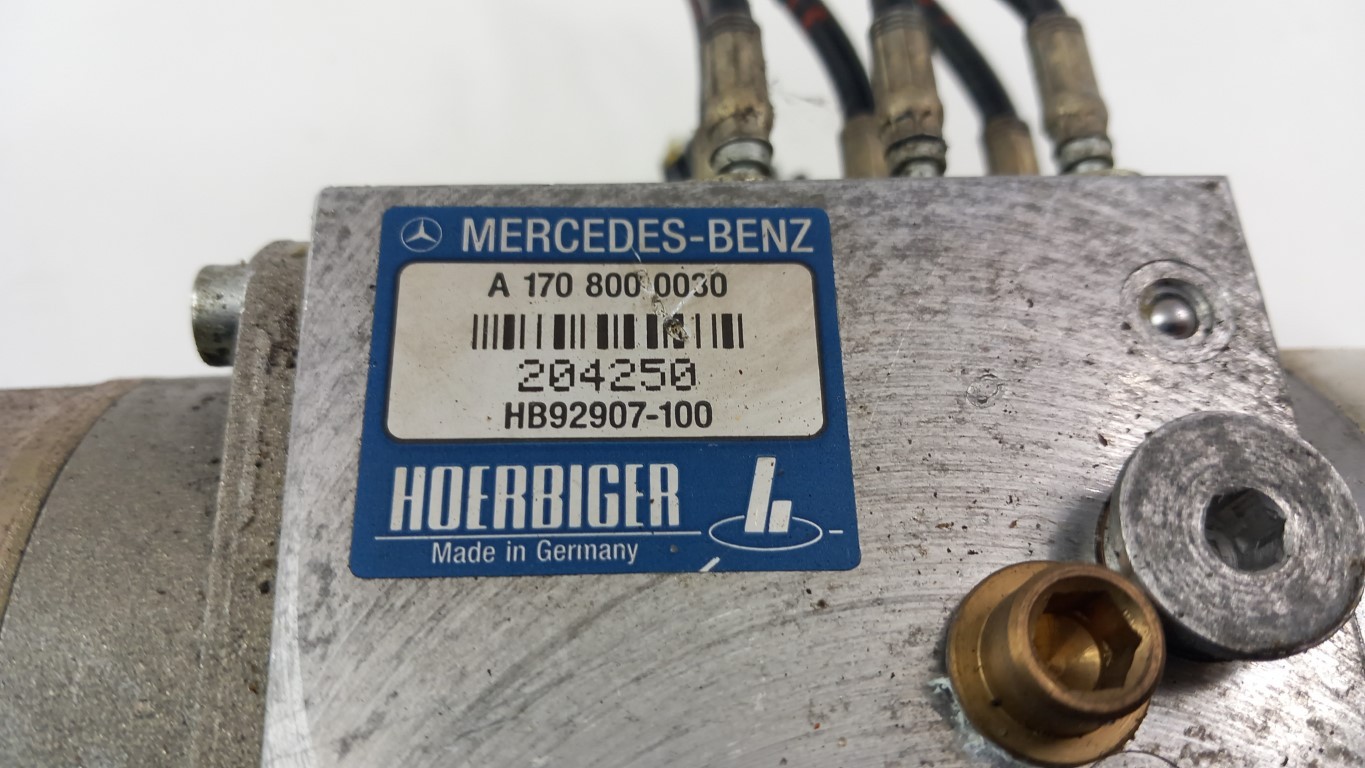 MERCEDES-BENZ
A 170 800 0030
204250
HB92907-100
HOERBIGER
Made in Germany